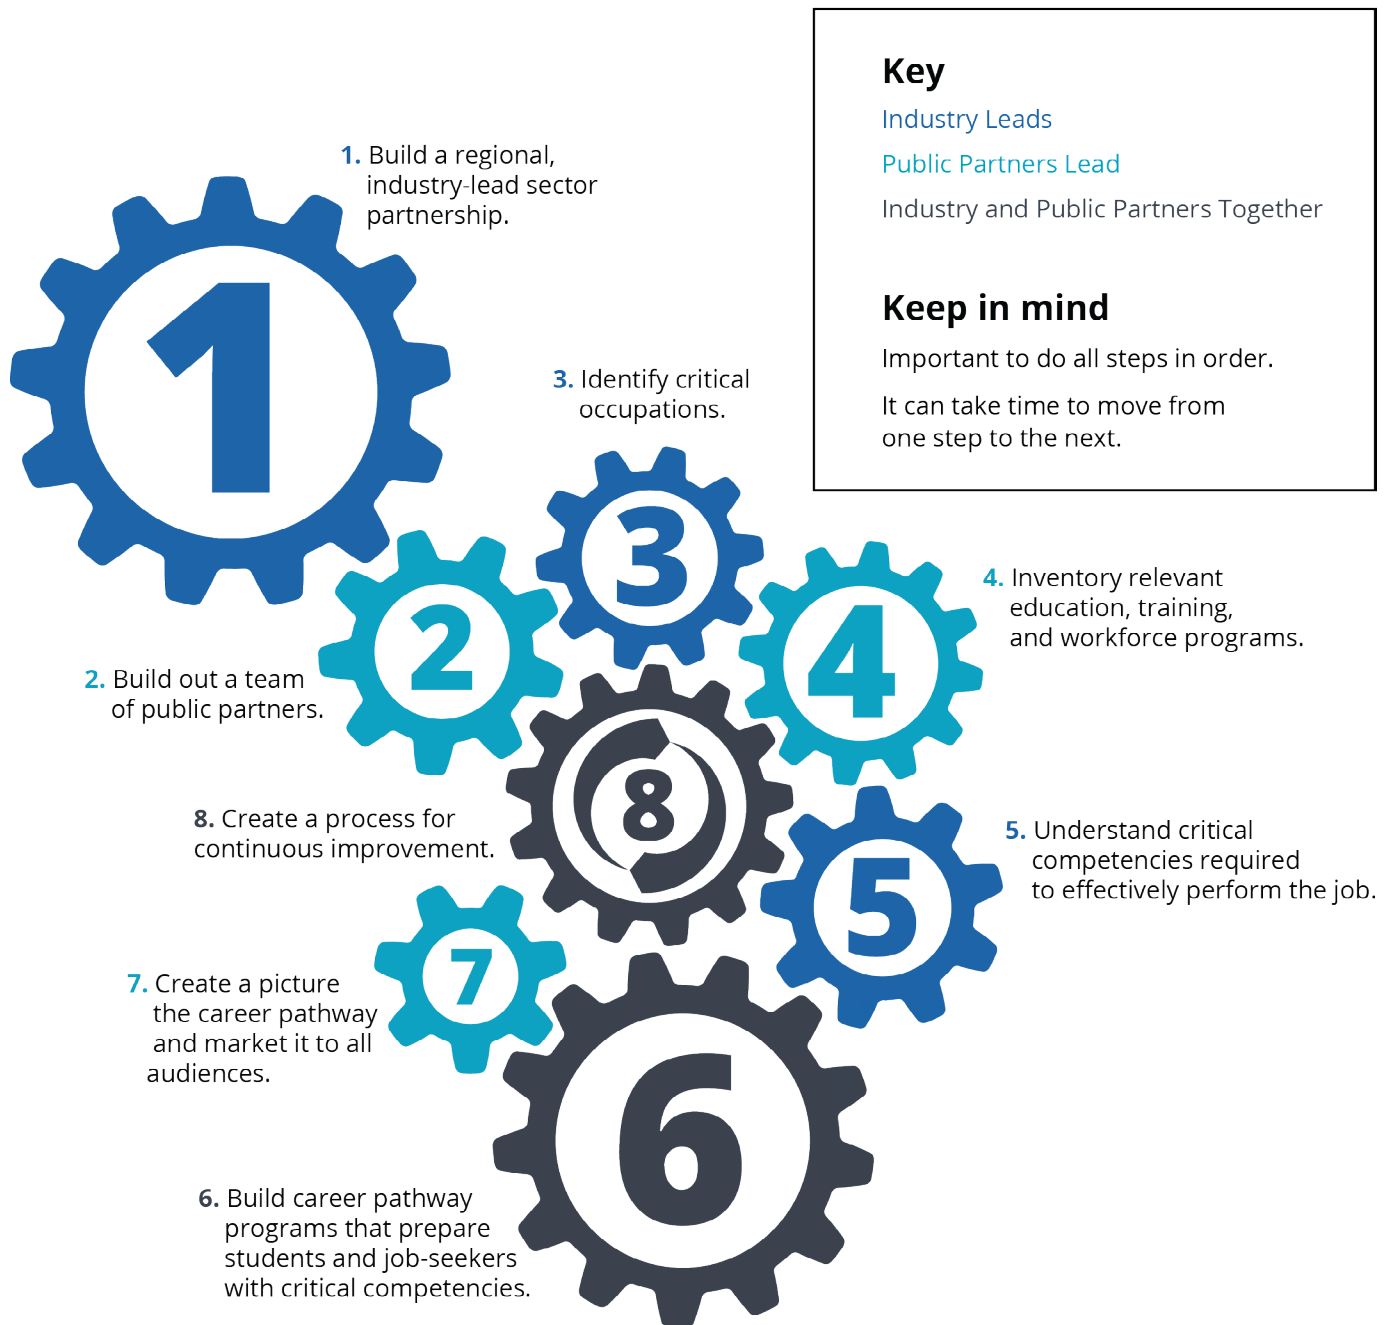 Key
Industry Leads
Public Partners Lead
Industry and Public Partners Together
Keep in mind
Important to do all steps in order.
It can take time to move from
one step to the next.
1. Build a regional,
industry-lead sector
partnership.
1
3. Identify critical
occupations.
3
2
4
4. Inventory relevant
education, training,
and workforce programs.
2. Build out a team
of public partners.
8
8. Create a process for
continuous improvement.
5
5. Understand critical
competencies required
to effectively perform the job.
7
7. Create a picture
the career pathway
and market it to all
audiences.
6
6. Build career pathway
programs that prepare
students and job-seekers
with critical competencies.